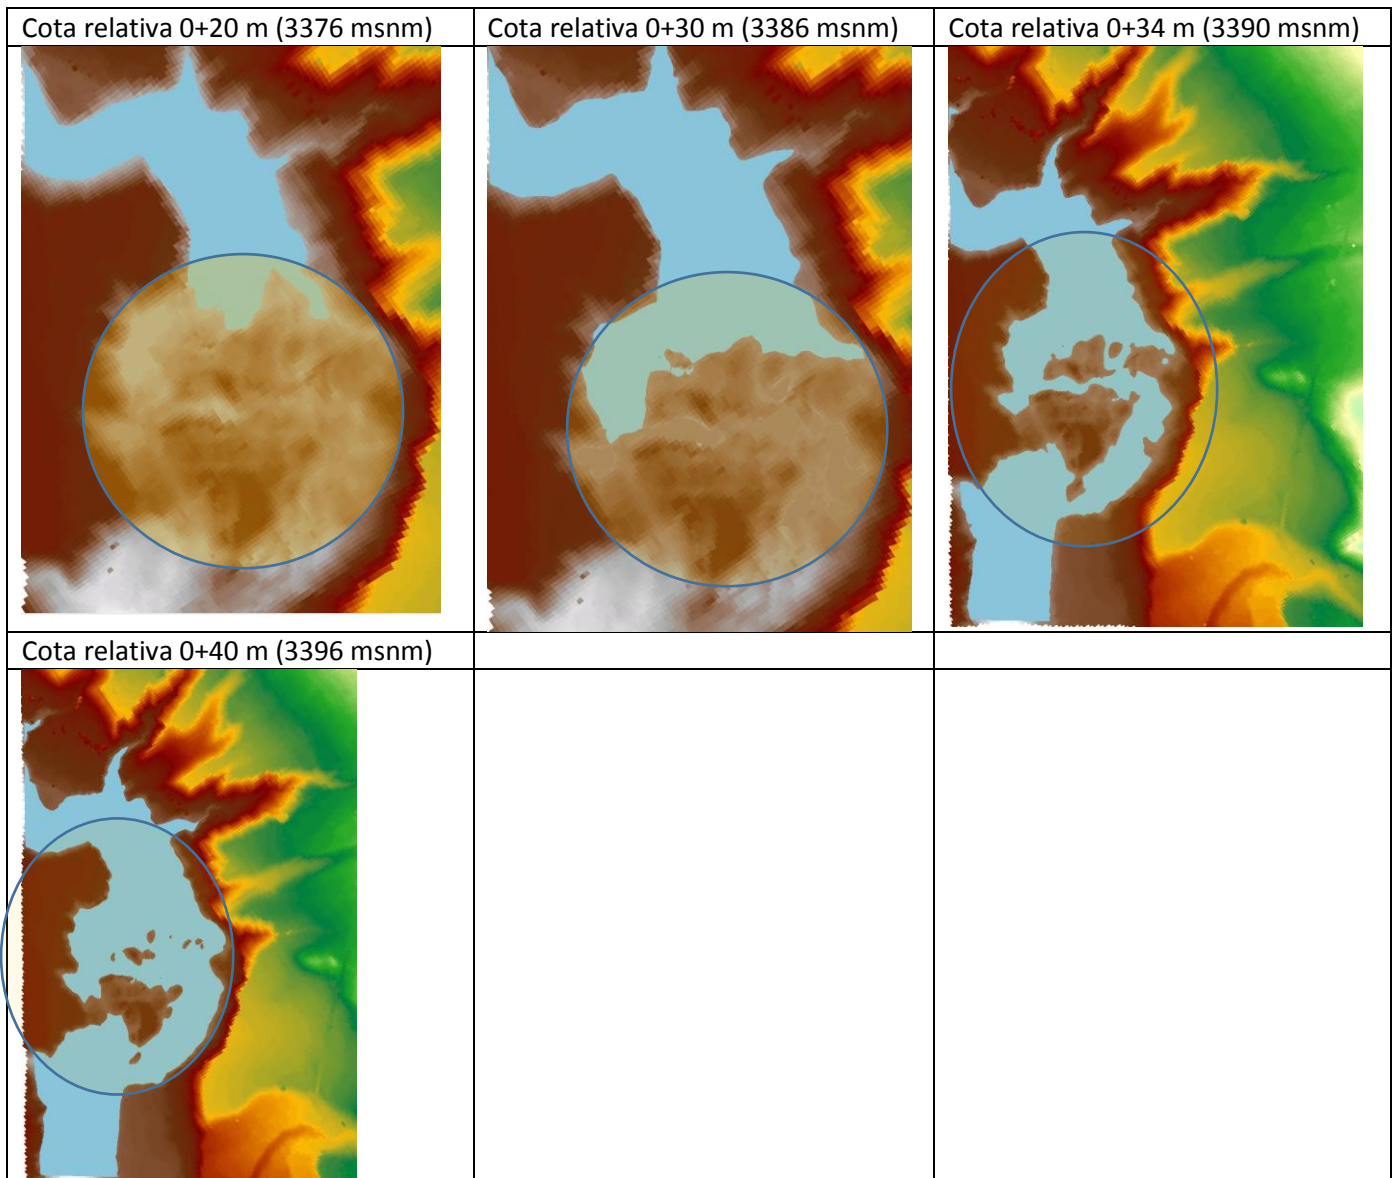 Cota relativa 0+20 m (3376 msnm)
Cota relativa 0+30 m (3386 msnm)
Cota relativa 0+34 m (3390 msnm)
Cota relativa 0+40 m (3396 msnm)